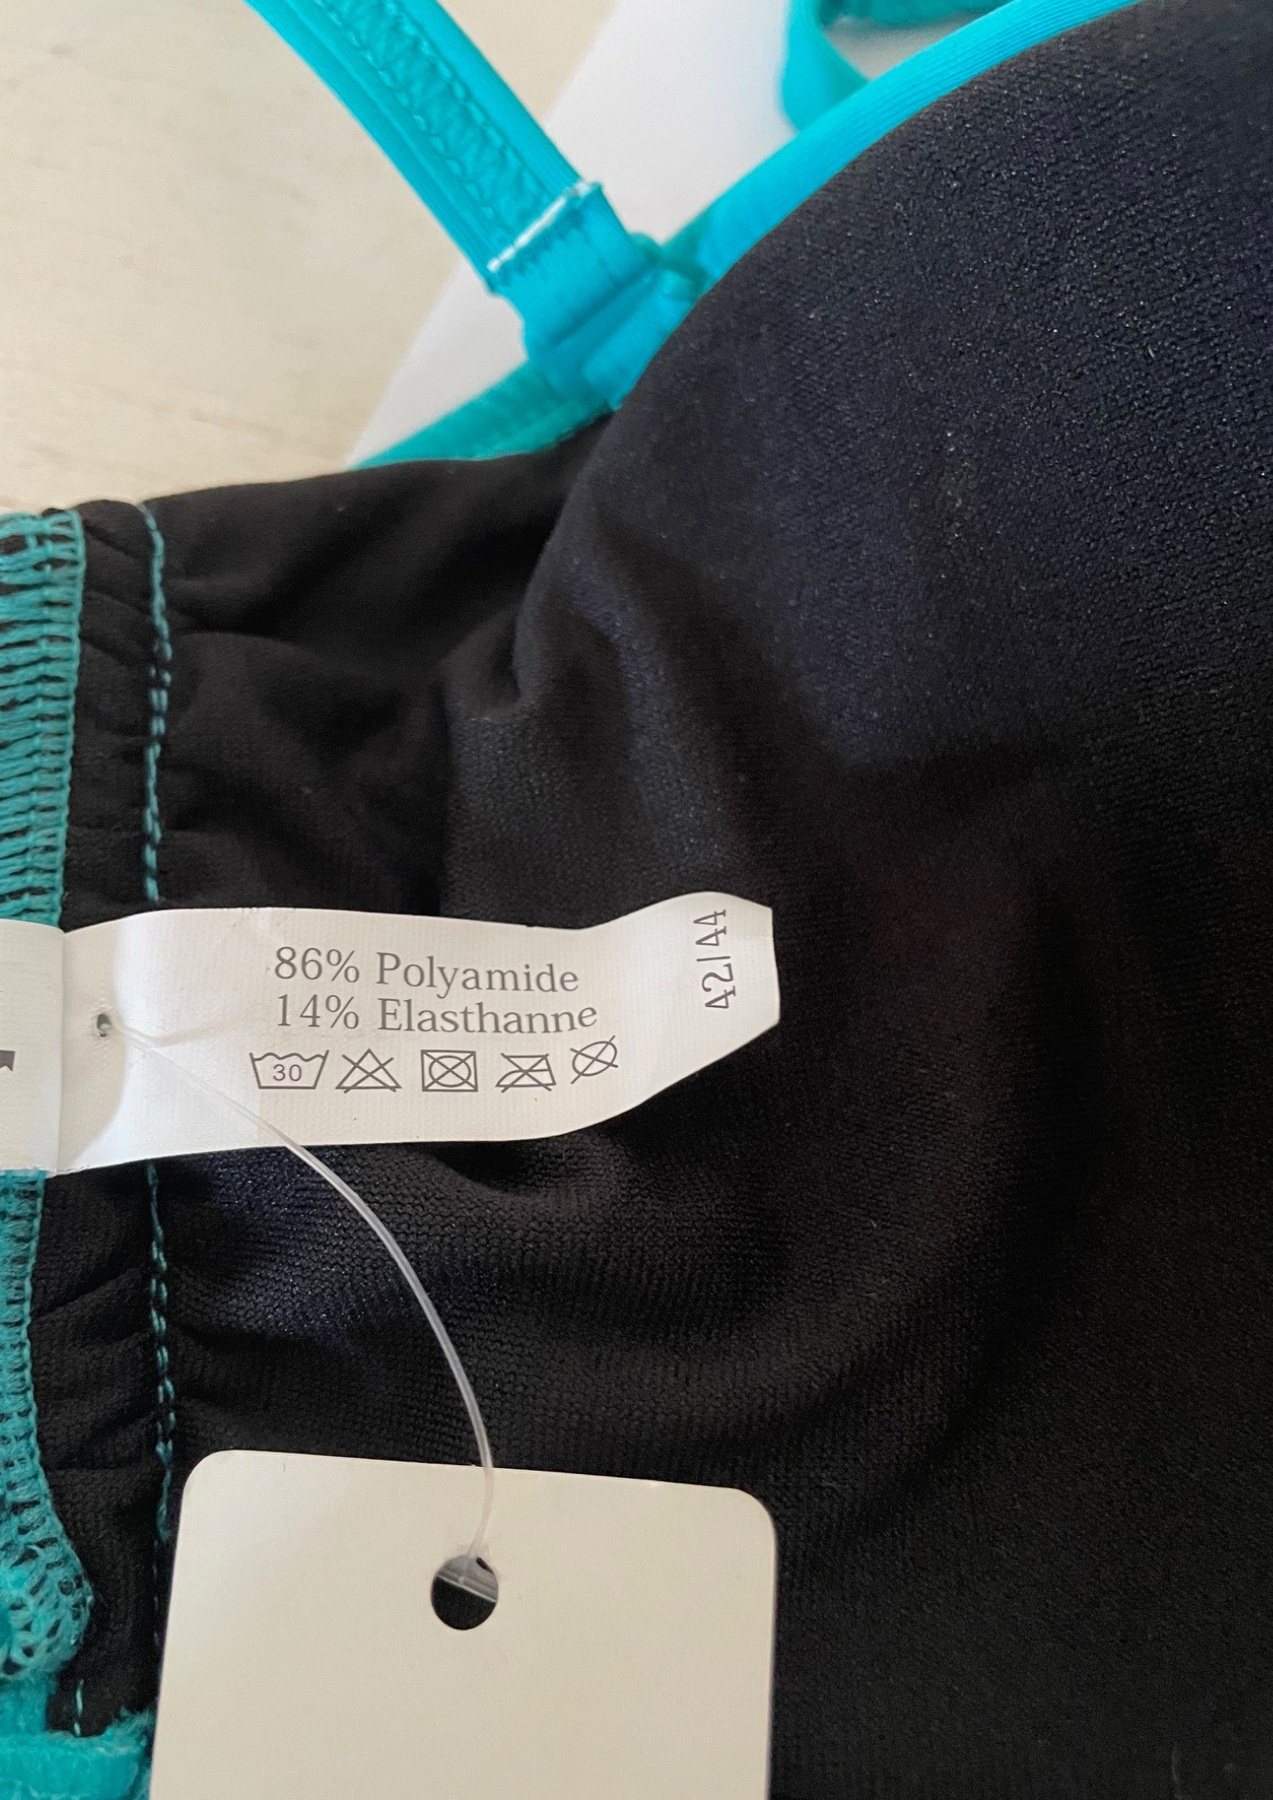 86% Polyamide
14% Elasthanne
30
42/44